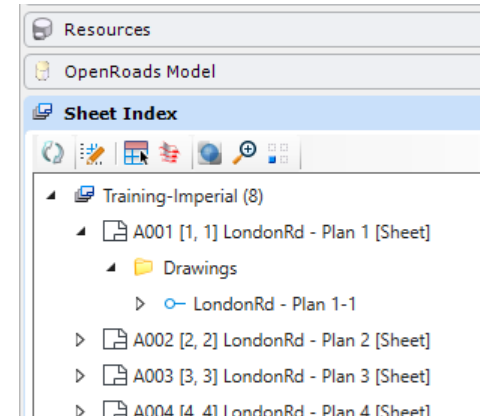 Resources
OpenRoads Model
Sheet Index
Training-Imperial (8)
A001 [1, 1] LondonRd - Plan 1 [Sheet]
Drawings
LondonRd - Plan 1-1
A002 [2, 2] LondonRd - Plan 2 [Sheet]
A003 [3, 3] LondonRd - Plan 3 [Sheet]
A004 [4, 4] LondonRd - Plan 4 [Sheet]